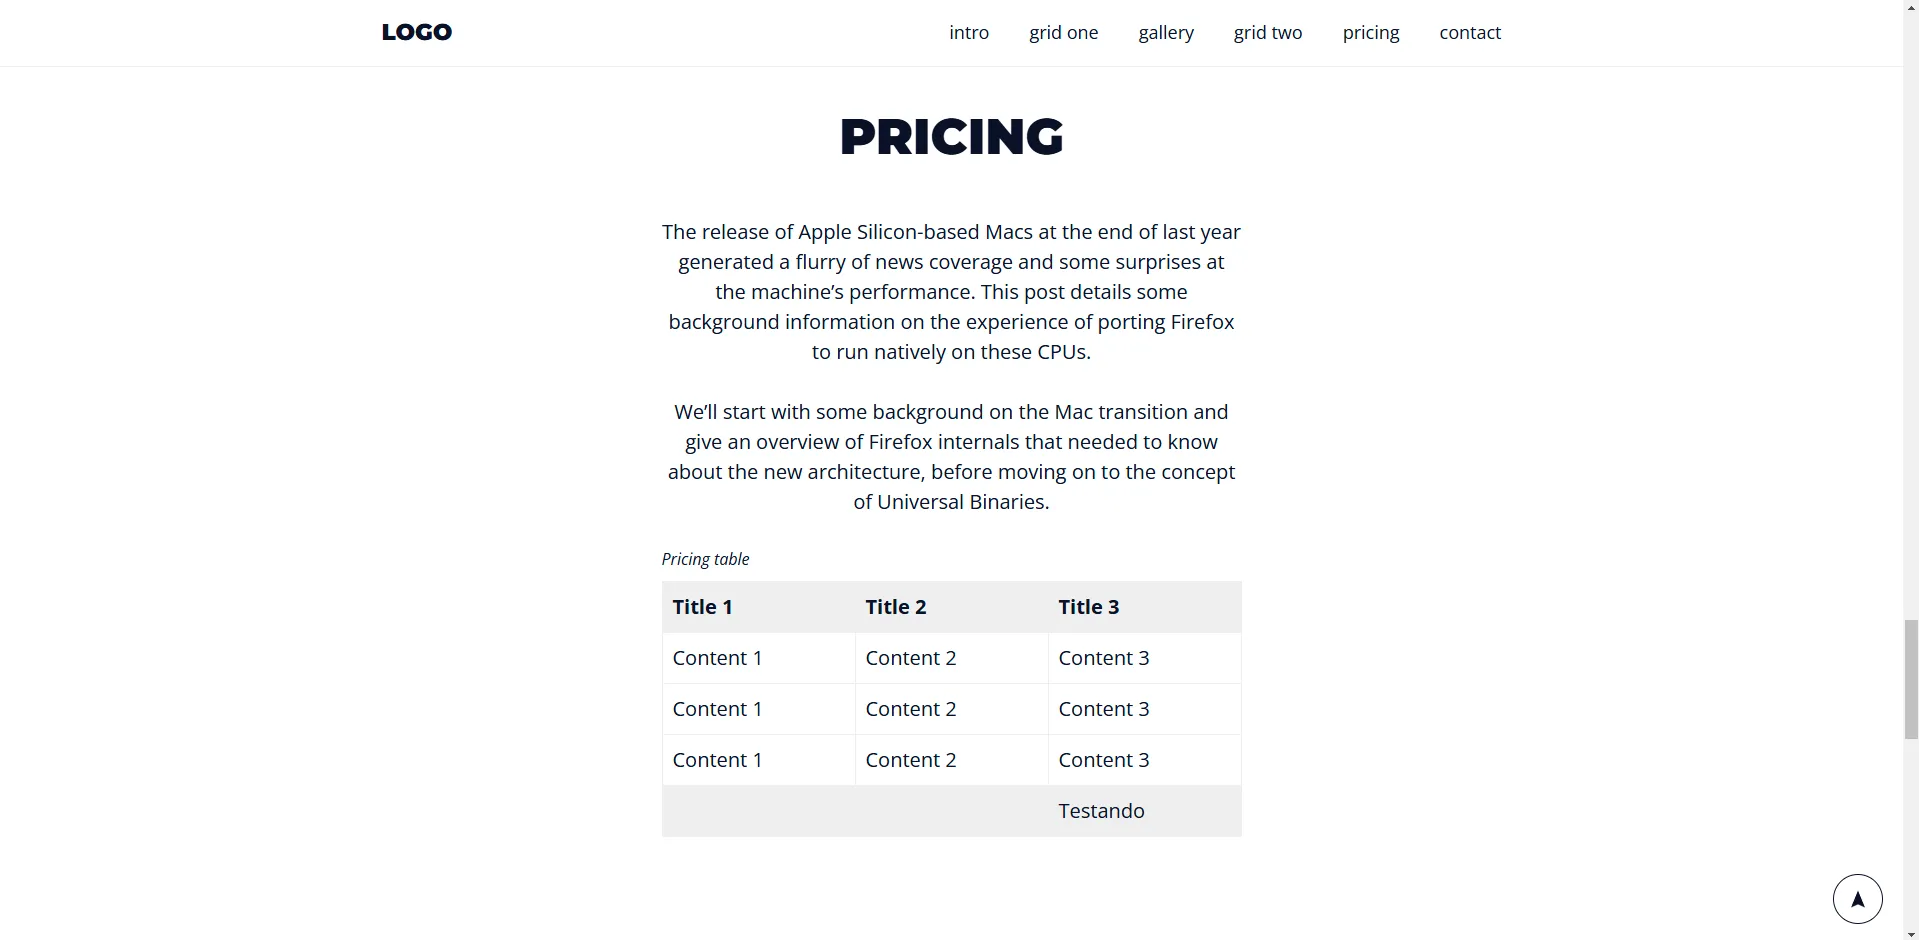 LOGO
intro grid one gallery grid two pricing contact
PRICING
The release of Apple Silicon-based Macs at the end of last year
generated a flurry of news coverage and some surprises at
the machine’s performance. This post details some
background information on the experience of porting Firefox
to run natively on these CPUs.
We’ll start with some background on the Mac transition and
give an overview of Firefox internals that needed to know
about the new architecture, before moving on to the concept
of Universal Binaries.
Pricing table
Title 1 Title 2 Title 3
Content 1 Content 2 Content 3
Content 1 Content 2 Content 3
Content 1 Content 2 Content 3
Testando